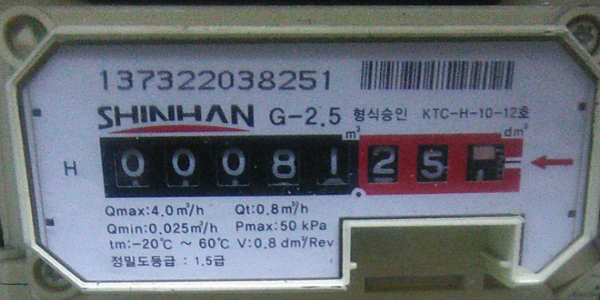 137322038251
SHINHAN G-2.5 형식승인 KTC-H-10-12호
m³ dm³
H 0 0 0 8 1 2 5
Qmax:4.0㎥/h Qt:0.8㎥/h
Qmin:0.025㎥/h Pmax:50 kPa
tm:-20℃ ~ 60℃ V:0.8 dm³/Rev
정밀도등급 : 1.5급